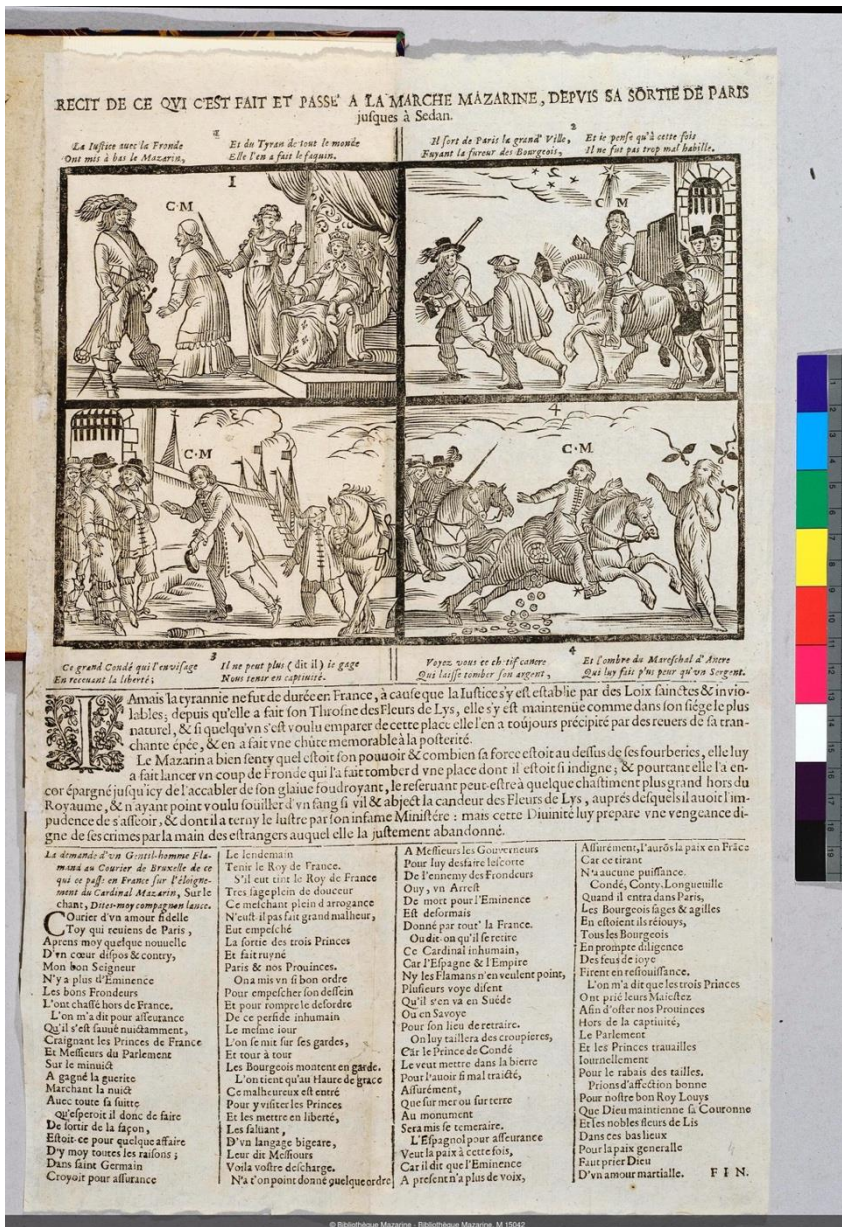 RECIT DE CE QVI C'EST FAIT ET PASSE' A LA MARCHE MAZARINE, DEPVIS SA SORTIE DE PARIS
jusques à Sedan.
1
La Iustice auec la Fronde
Ont mis à bas le Mazarin,
Et du Tyran de tout le monde
Elle l'en a fait le faquin.
2
Il sort de Paris la grand' Ville,
Fuyant la fureur des Bourgeois,
Et ie pense qu'à cette fois
Il ne fut pas trop mal habille.
1
C·M
2
C M
3
C·M
4
C·M
3
Ce grand Condé qui l'enuisage
En receuant la liberté;
Il ne peut plus (dit il) ie gage
Nous tenir en captiuité.
4
Voyez vous ce ch tif cancre
Qui laisse tomber son argent,
Et l'ombre du Mareschal d'Ancre
Qui luy fait p'us peur qu'vn Sergent.
IAmais la tyrannie ne fut de durée en France, à cause que la Iustice s'y est establie par des Loix sainctes & inuio-
lables; depuis qu'elle a fait son Throsne des Fleurs de Lys, elle s'y est maintenue comme dans son siége le plus
naturel, & si quelqu'vn s'est voulu emparer de cette place elle l'en a toûjours précipité par des reuers de sa tran-
chante épée, & en a fait vne chûte memorable à la posterité.
Le Mazarin a bien senty quel estoit son pouuoir & combien sa force estoit au dessus de ses fourberies, elle luy
a fait lancer vn coup de Fronde qui l'a fait tomber d vne place dont il estoit si indigne; & pourtant elle l'a en-
cor épargné jusqu'icy de l'accabler de son glaiue foudroyant, le reseruant peut-estre à quelque chastiment plus grand hors du
Royaume, & n'ayant point voulu souiller d'vn sang si vil & abject la candeur des Fleurs de Lys, auprés desquels il auoit l'im-
pudence de s'asseoir, & dont il a terny le lustre par son infame Ministére: mais cette Diuinité luy prepare vne vengeance di-
gne de ses crimes par la main des estrangers auquel elle la justement abandonné.
La demande d'vn Gentil-homme Fla-
mand au Courier de Bruxelle de ce
qui ce passe en France sur l'éloigne-
ment du Cardinal Mazarin, Sur le
chant, Dites-moy compagnon lance.
COurier d'vn amour fidelle
Toy qui reuiens de Paris,
Aprens moy quelque nouuelle
D'vn cœur dispos & contry,
Mon bon Seigneur
N'y a plus d'Eminence
Les bons Frondeurs
L'ont chassé hors de France.
L'on m'a dit pour asseurance
Qu'il s'est sauué nuictamment,
Craignant les Princes de France
Et Messieurs du Parlement
Sur le minuict
A gagné la guerite
Marchant la nuict
Auec toute sa suitte
Qu'esperoit il donc de faire
De sortir de la façon,
Estoit-ce pour quelque affaire
D'y moy toutes les raisons;
Dans saint Germain
Croyoit pour assurance
Le lendemain
Tenir le Roy de France.
S'il eut tiré le Roy de France
Tres sage plein de douceur
Ce meschant plein d arrogance
N'eust-il pas fait grand malheur,
Eut empesché
La sortie des trois Princes
Et fait ruyné
Paris & nos Prouinces.
On a mis vn si bon ordre
Pour empescher son dessein
Et pour rompre le desordre
De ce perfide inhumain
Le mesme iour
L'on se mit sur ses gardes,
Et tour à tour
Les Bourgeois montent en garde.
L'on tient qu'au Haure de grace
Ce malheureux est entré
Pour y visiter les Princes
Et les mettre en liberté,
Les saluant,
D'vn langage bigeare,
Leur dit Messiours
Voila vostre descharge.
N'a t'on point donné quelque ordre
A Messieurs les Gouuerneurs
Pour luy desfaire lescorte
De l'ennemy des Frondeurs
Ouy, vn Arrest
De mort pour l'Eminence
Est desormais
Donné par tout' la France.
Ou dit-on qu'il se retire
Ce Cardinal inhumain,
Car l'Espagne & l'Empire
Ny les Flamans n'en veulent point,
Plusieurs voye disent
Qu'il s'en va en Suéde
Ou en Savoye
Pour son lieu de retraire.
On luy taillera des croupieres,
Car le Prince de Condé
Le veut mettre dans la bierre
Pour l'auoir si mal traicté,
Assurément,
Que sur mer ou sur terre
Au monument
Sera mis se temeraire.
L'Espagnol pour asseurance
Veut la paix à cette fois,
Car il dit que l'Eminence
A present n'a plus de voix,
Assurément, l'aurõs la paix en Frãce
Car ce tirant
N'a aucune puissance.
Condé, Conty, Longueuille
Quand il entra dans Paris,
Les Bourgeois sages & agilles
En estoient ils réiouys,
Tous les Bourgeois
En prompte diligence
Des feus de ioye
Firent en resiouissance.
L'on m'a dit que les trois Princes
Ont prié leurs Maiestez
Afin d'oster nos Prouinces
Hors de la captiuité,
Le Parlement
Et les Princes trauailles
Iournellement
Pour le rabais des tailles.
Prions d'affection bonne
Pour nostre bon Roy Louys
Que Dieu maintienne sa Couronne
Et les nobles fleurs de Lis
Dans ces bas lieux
Pour la paix generalle
Faut prier Dieu
D'vn amour martialle. FIN.
© Bibliothèque Mazarine - Bibliothèque Mazarine, M 15042